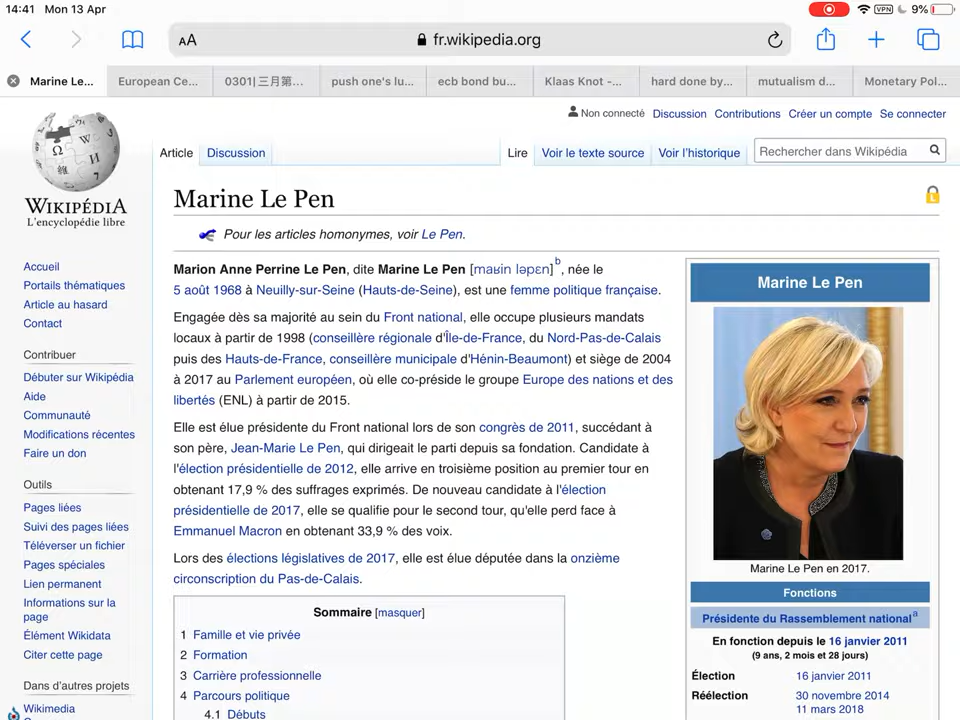 14:41 Mon 13 Apr
VPN 9%
AA fr.wikipedia.org
Marine Le... European Ce... 0301| 三月第... push one's lu... ecb bond bu... Klaas Knot -... hard done by... mutualism d... Monetary Pol...
Non connecté Discussion Contributions Créer un compte Se connecter
Article Discussion Lire Voir le texte source Voir l'historique Rechercher dans Wikipédia
WIKIPÉDIA
L'encyclopédie libre
Accueil
Portails thématiques
Article au hasard
Contact
Contribuer
Débuter sur Wikipédia
Aide
Communauté
Modifications récentes
Faire un don
Outils
Pages liées
Suivi des pages liées
Téléverser un fichier
Pages spéciales
Lien permanent
Informations sur la
page
Élément Wikidata
Citer cette page
Dans d'autres projets
Wikimedia
Marine Le Pen
Pour les articles homonymes, voir Le Pen.
Marion Anne Perrine Le Pen, dite Marine Le Pen [maʁin ləpɛn]b, née le
5 août 1968 à Neuilly-sur-Seine (Hauts-de-Seine), est une femme politique française.
Engagée dès sa majorité au sein du Front national, elle occupe plusieurs mandats
locaux à partir de 1998 (conseillère régionale d'Île-de-France, du Nord-Pas-de-Calais
puis des Hauts-de-France, conseillère municipale d'Hénin-Beaumont) et siège de 2004
à 2017 au Parlement européen, où elle co-préside le groupe Europe des nations et des
libertés (ENL) à partir de 2015.
Elle est élue présidente du Front national lors de son congrès de 2011, succédant à
son père, Jean-Marie Le Pen, qui dirigeait le parti depuis sa fondation. Candidate à
l'élection présidentielle de 2012, elle arrive en troisième position au premier tour en
obtenant 17,9 % des suffrages exprimés. De nouveau candidate à l'élection
présidentielle de 2017, elle se qualifie pour le second tour, qu'elle perd face à
Emmanuel Macron en obtenant 33,9 % des voix.
Lors des élections législatives de 2017, elle est élue députée dans la onzième
circonscription du Pas-de-Calais.
Sommaire [masquer]
1 Famille et vie privée
2 Formation
3 Carrière professionnelle
4 Parcours politique
4.1 Débuts
Marine Le Pen
Marine Le Pen en 2017.
Fonctions
Présidente du Rassemblement nationala
En fonction depuis le 16 janvier 2011
(9 ans, 2 mois et 28 jours)
Élection 16 janvier 2011
Réélection 30 novembre 2014
11 mars 2018